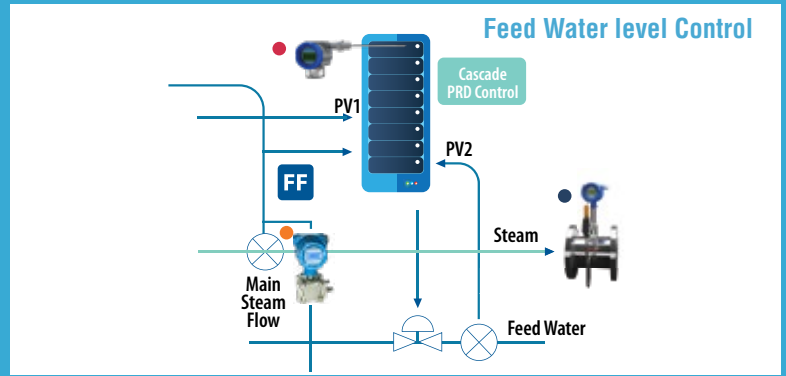 Feed Water level Control
Cascade
PRD Control
PV1
PV2
FF
Steam
Main
Steam
Flow
Feed Water